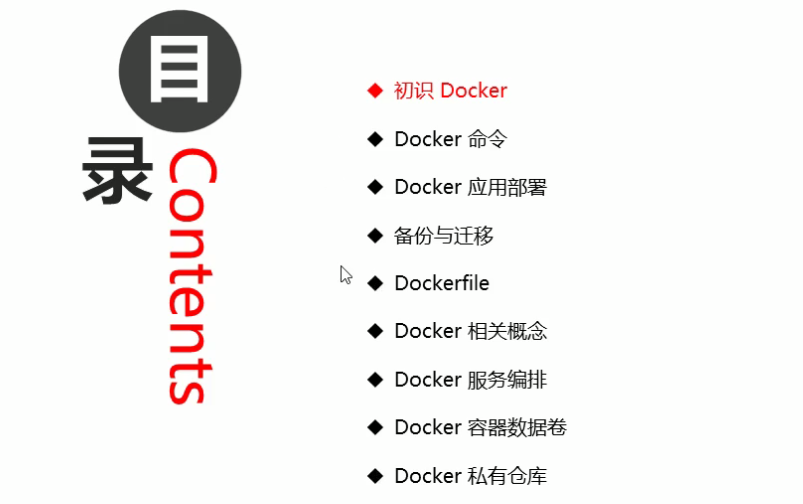 目
录
Contents
初识 Docker
Docker 命令
Docker 应用部署
备份与迁移
Dockerfile
Docker 相关概念
Docker 服务编排
Docker 容器数据卷
Docker 私有仓库